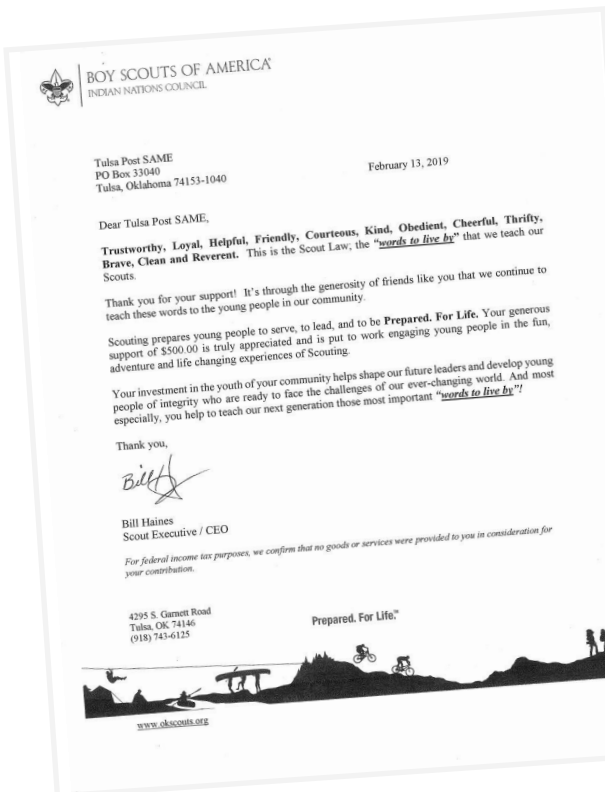 BOY SCOUTS OF AMERICA®
INDIAN NATIONS COUNCIL
Tulsa Post SAME
PO Box 33040
Tulsa, Oklahoma 74153-1040
February 13, 2019
Dear Tulsa Post SAME,
Trustworthy, Loyal, Helpful, Friendly, Courteous, Kind, Obedient, Cheerful, Thrifty,
Brave, Clean and Reverent. This is the Scout Law; the “words to live by” that we teach our
Scouts.
Thank you for your support! It’s through the generosity of friends like you that we continue to
teach these words to the young people in our community.
Scouting prepares young people to serve, to lead, and to be Prepared. For Life. Your generous
support of $500.00 is truly appreciated and is put to work engaging young people in the fun,
adventure and life changing experiences of Scouting.
Your investment in the youth of your community helps shape our future leaders and develop young
people of integrity who are ready to face the challenges of our ever-changing world. And most
especially, you help to teach our next generation those most important “words to live by”!
Thank you,
Bill H
Bill Haines
Scout Executive / CEO
For federal income tax purposes, we confirm that no goods or services were provided to you in consideration for
your contribution.
4295 S. Garnett Road
Tulsa, OK 74146
(918) 743-6125
Prepared. For Life.™
www.okscouts.org